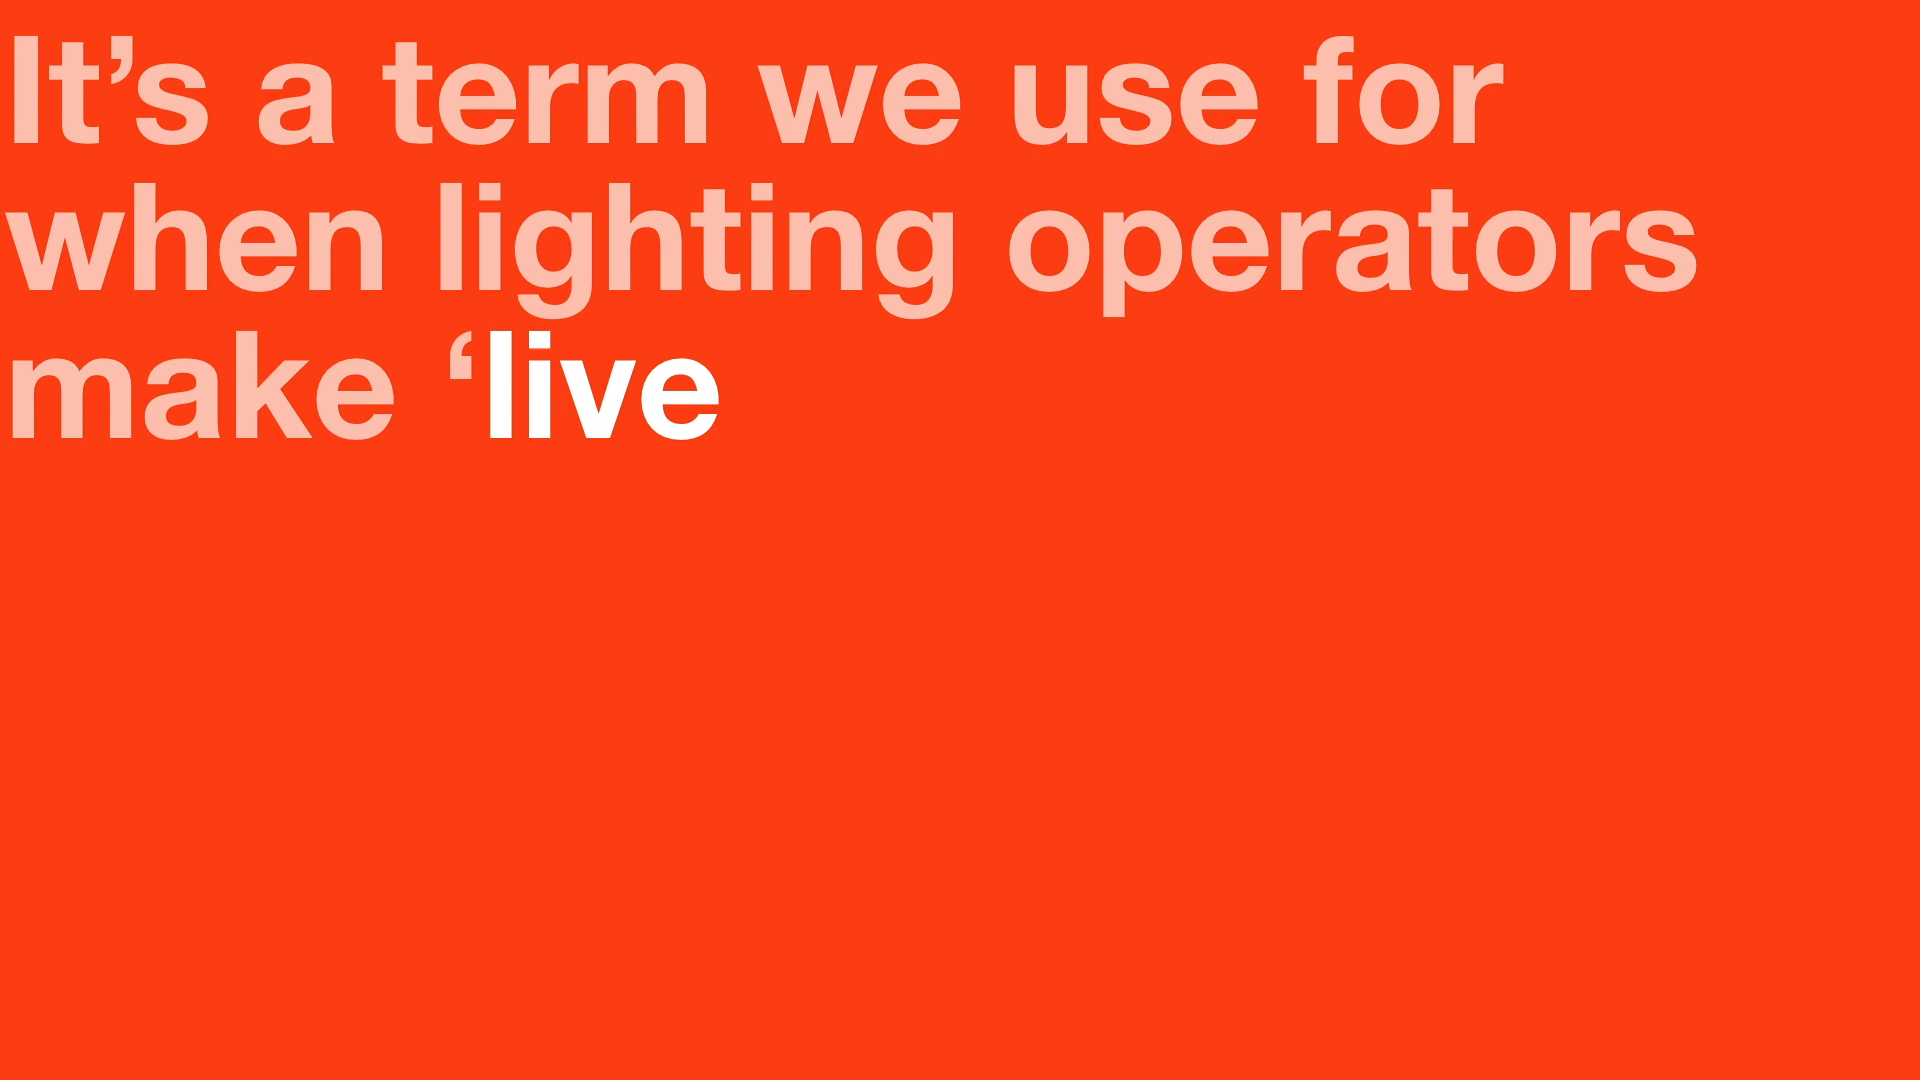 It’s a term we use for
when lighting operators
make ‘live